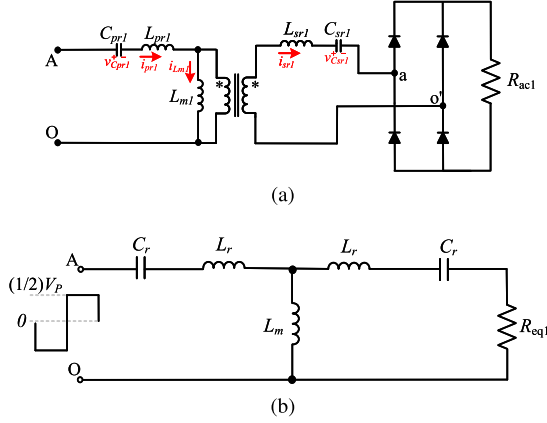 C_pr1 L_pr1 L_sr1 C_sr1
A + - v_Cpr1 i_pr1 i_Lm1 i_sr1 + - v_Csr1
a
L_m1 * * R_ac1
o'
O
(a)
C_r L_r L_r C_r
A
(1/2)V_P
0 L_m R_eq1
O
(b)